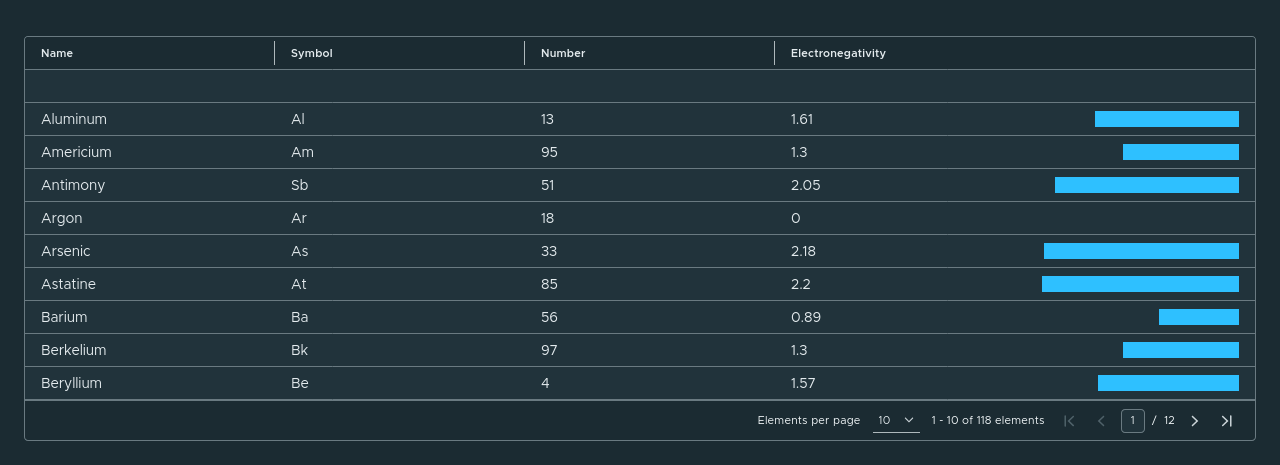 Name Symbol Number Electronegativity
Aluminum Al 13 1.61
Americium Am 95 1.3
Antimony Sb 51 2.05
Argon Ar 18 0
Arsenic As 33 2.18
Astatine At 85 2.2
Barium Ba 56 0.89
Berkelium Bk 97 1.3
Beryllium Be 4 1.57
Elements per page 10 1 - 10 of 118 elements 1 / 12